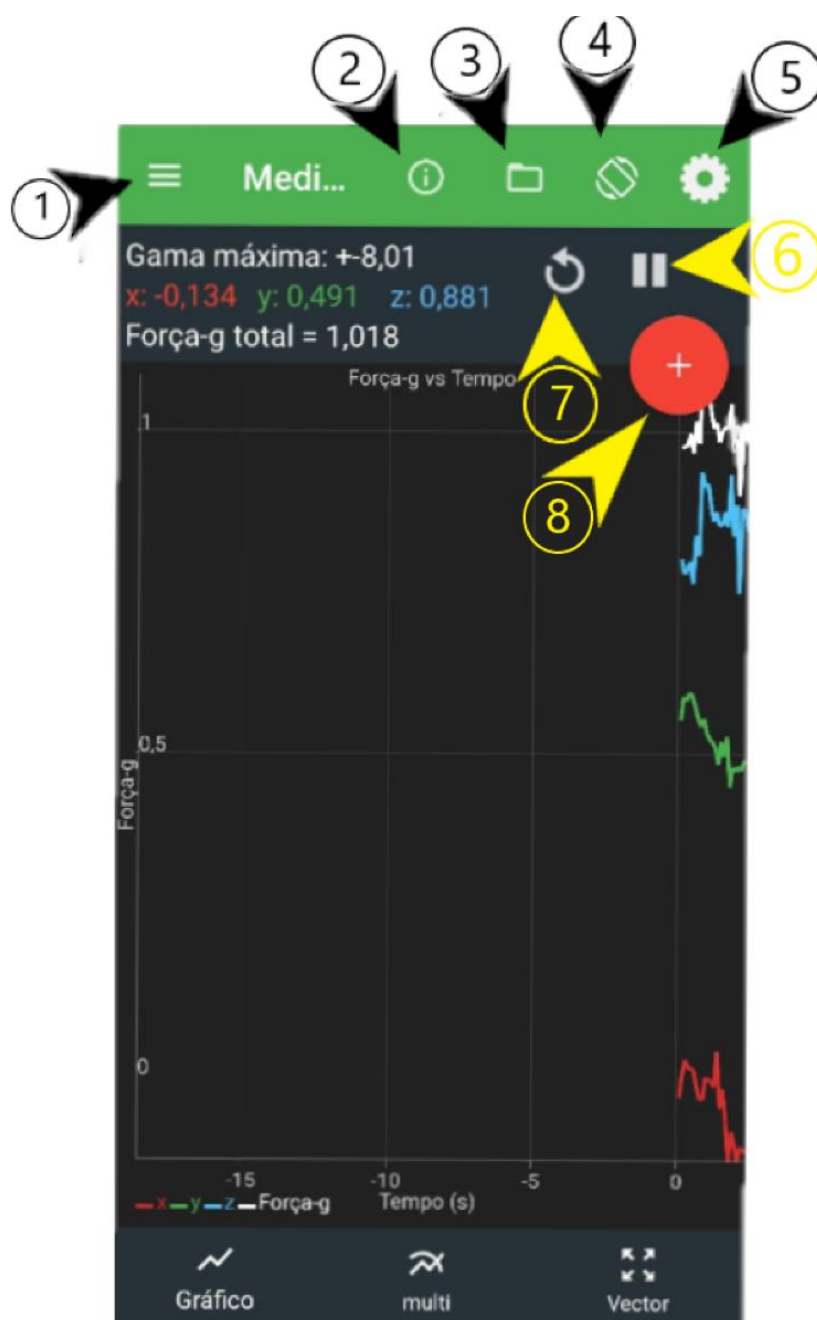 4
2
3
5
1
Medi...
Gama máxima: +-8,01
6
x: -0,134 y: 0,491 z: 0,881
Força-g total = 1,018
+
Força-g vs Tempo
7
1
8
0,5
Força-g
0
-15 -10 -5 0
x y z Força-g Tempo (s)
Gráfico multi Vector